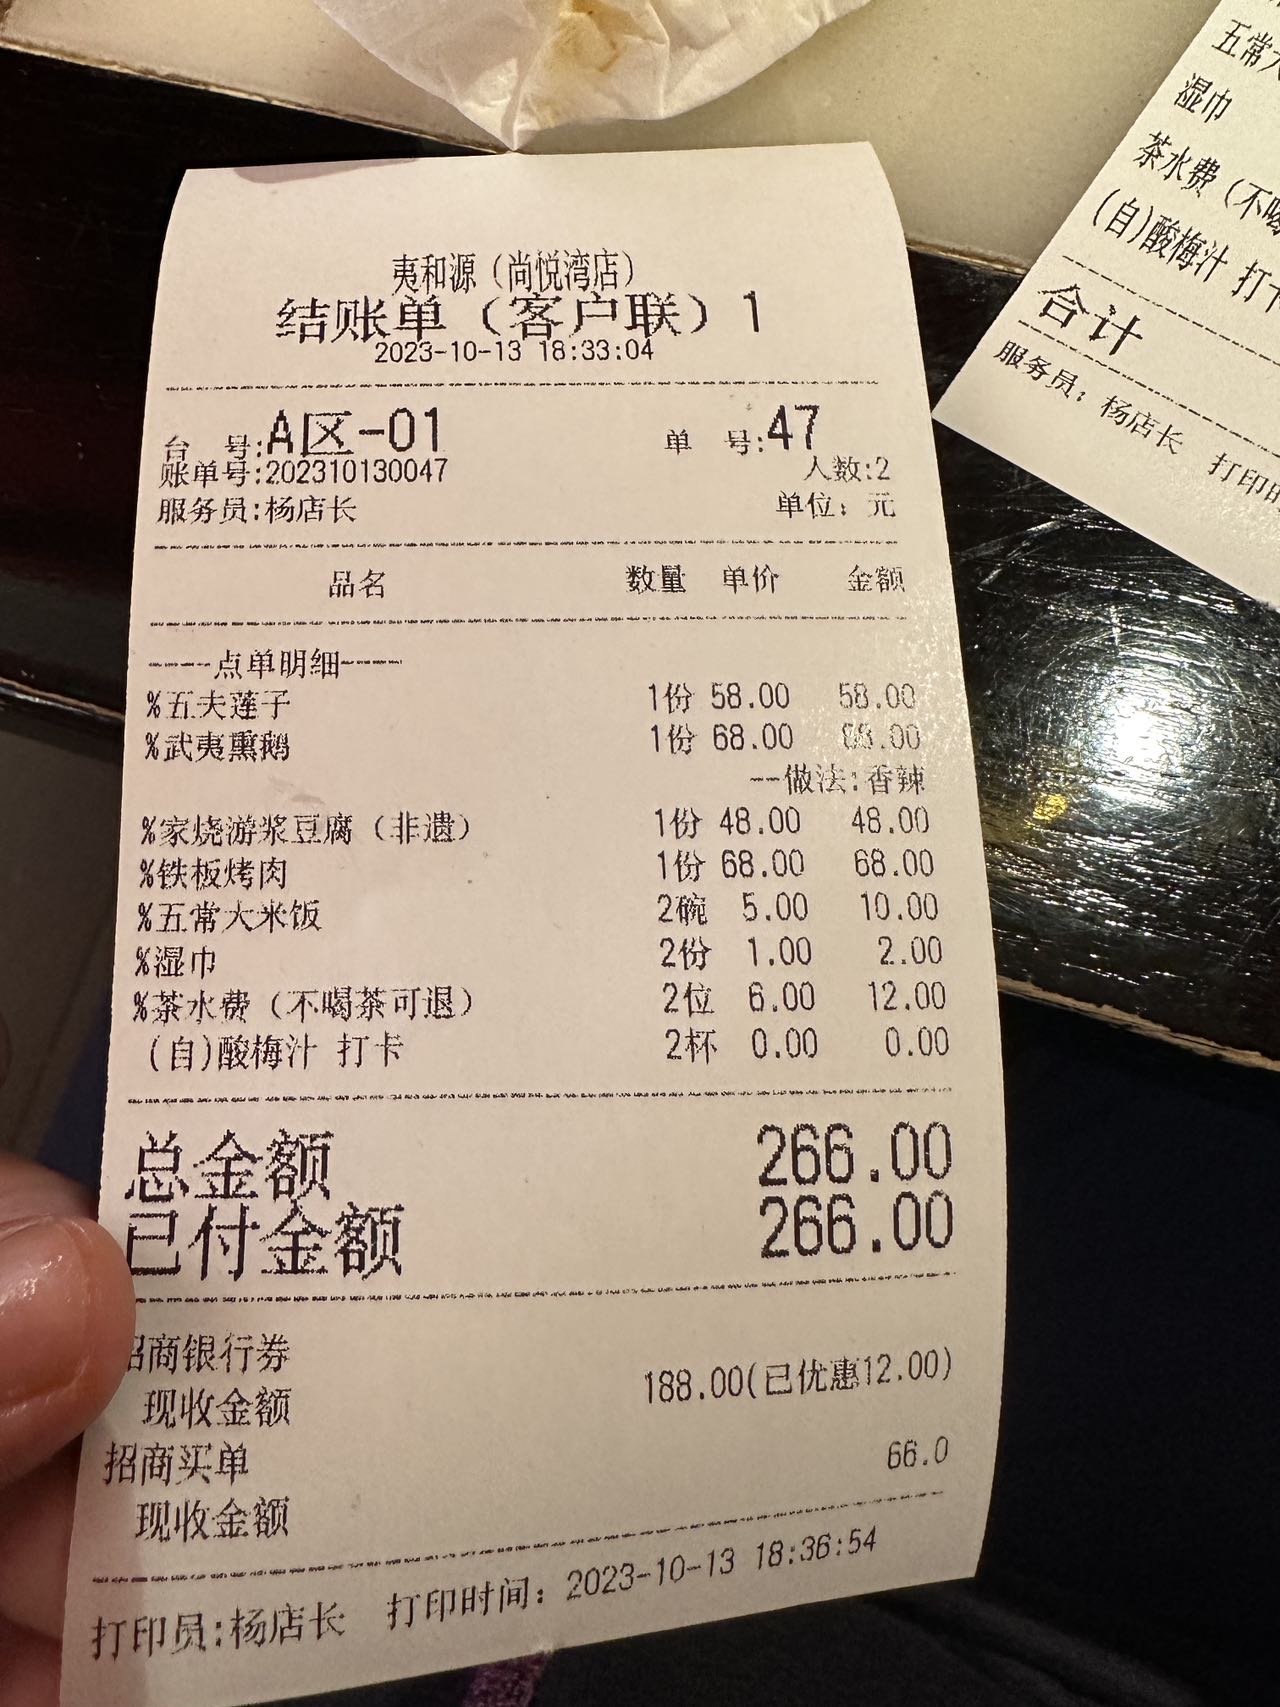 夷和源（尚悦湾店）
结账单（客户联）1
2023-10-13 18:33:04
台 号:A区-01 单 号:47
账单号:202310130047 人数:2
服务员:杨店长 单位：元
品名 数量 单价 金额
----点单明细----
%五夫莲子 1份 58.00 58.00
%武夷熏鹅 1份 68.00 68.00
--做法:香辣
%家烧游浆豆腐（非遗） 1份 48.00 48.00
%铁板烤肉 1份 68.00 68.00
%五常大米饭 2碗 5.00 10.00
%湿巾 2份 1.00 2.00
%茶水费（不喝茶可退） 2位 6.00 12.00
(自)酸梅汁 打卡 2杯 0.00 0.00
总金额 266.00
已付金额 266.00
招商银行券
现收金额 188.00(已优惠12.00)
招商买单
现收金额 66.0
打印员:杨店长 打印时间：2023-10-13 18:36:54
五常大
湿巾
茶水费（不喝
(自)酸梅汁 打卡
合计
服务员：杨店长 打印时